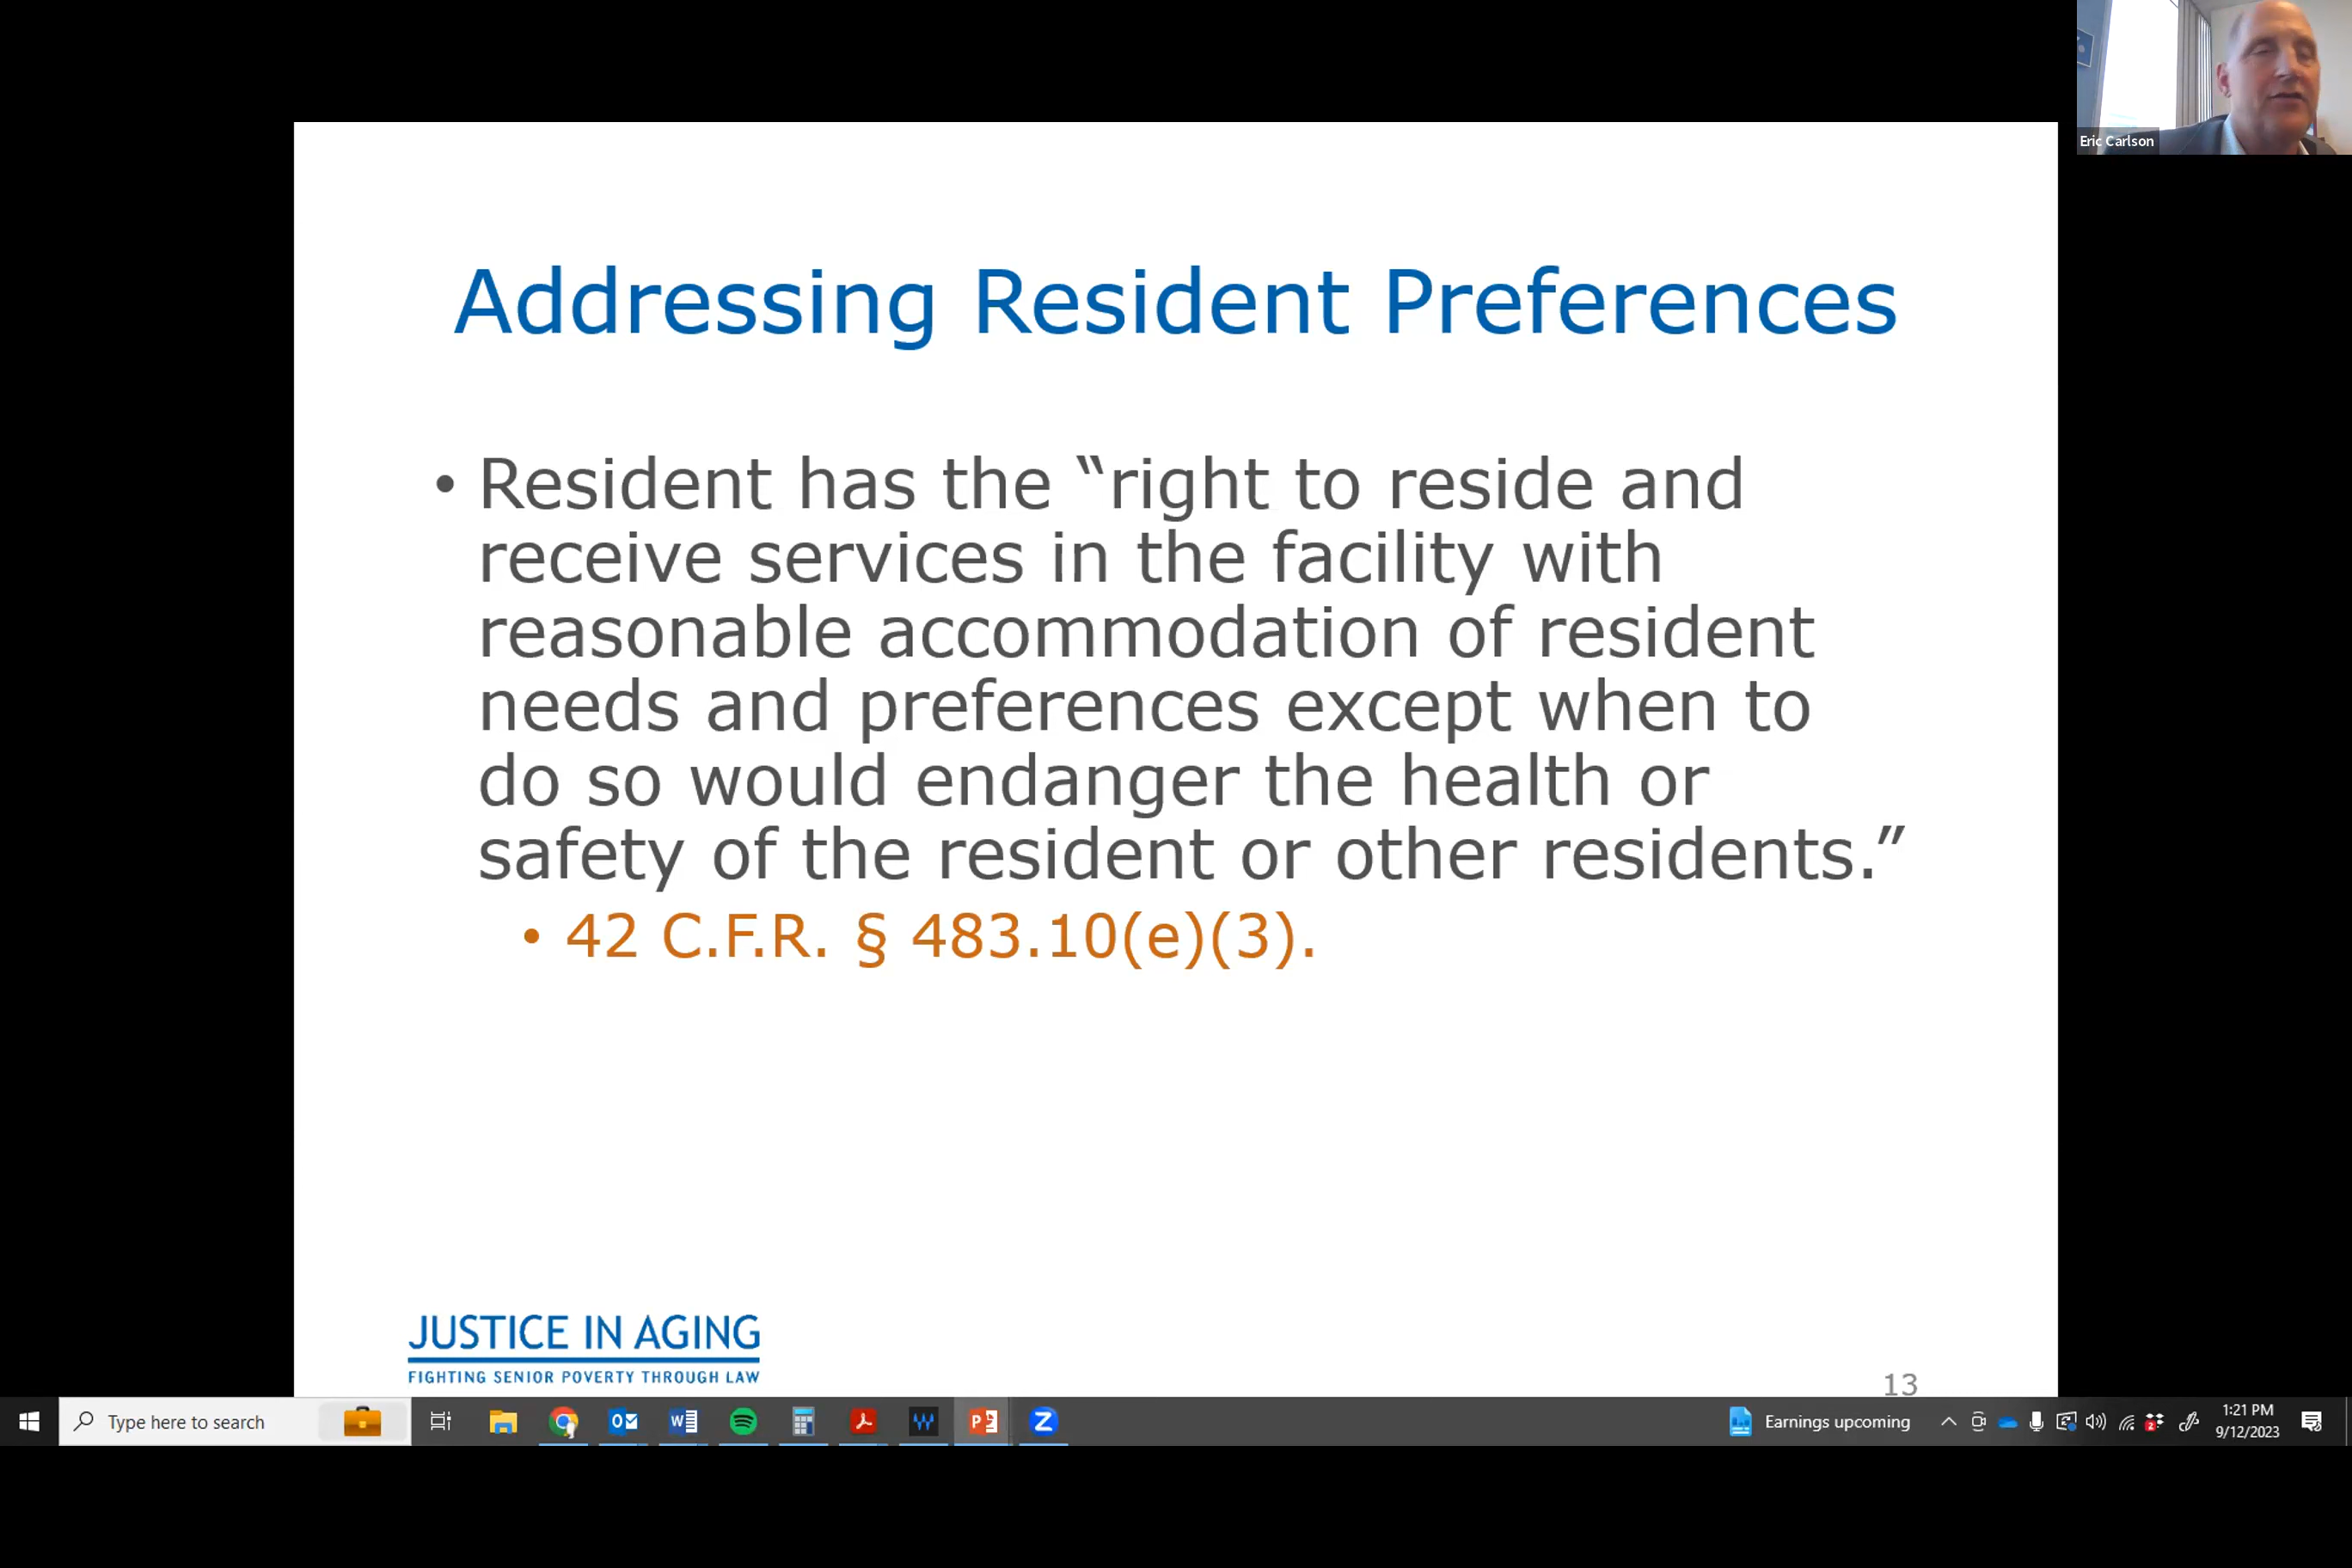 Eric Carlson
Addressing Resident Preferences
• Resident has the “right to reside and
receive services in the facility with
reasonable accommodation of resident
needs and preferences except when to
do so would endanger the health or
safety of the resident or other residents.”
• 42 C.F.R. § 483.10(e)(3).
JUSTICE IN AGING
FIGHTING SENIOR POVERTY THROUGH LAW
13
Type here to search
Earnings upcoming
1:21 PM
9/12/2023